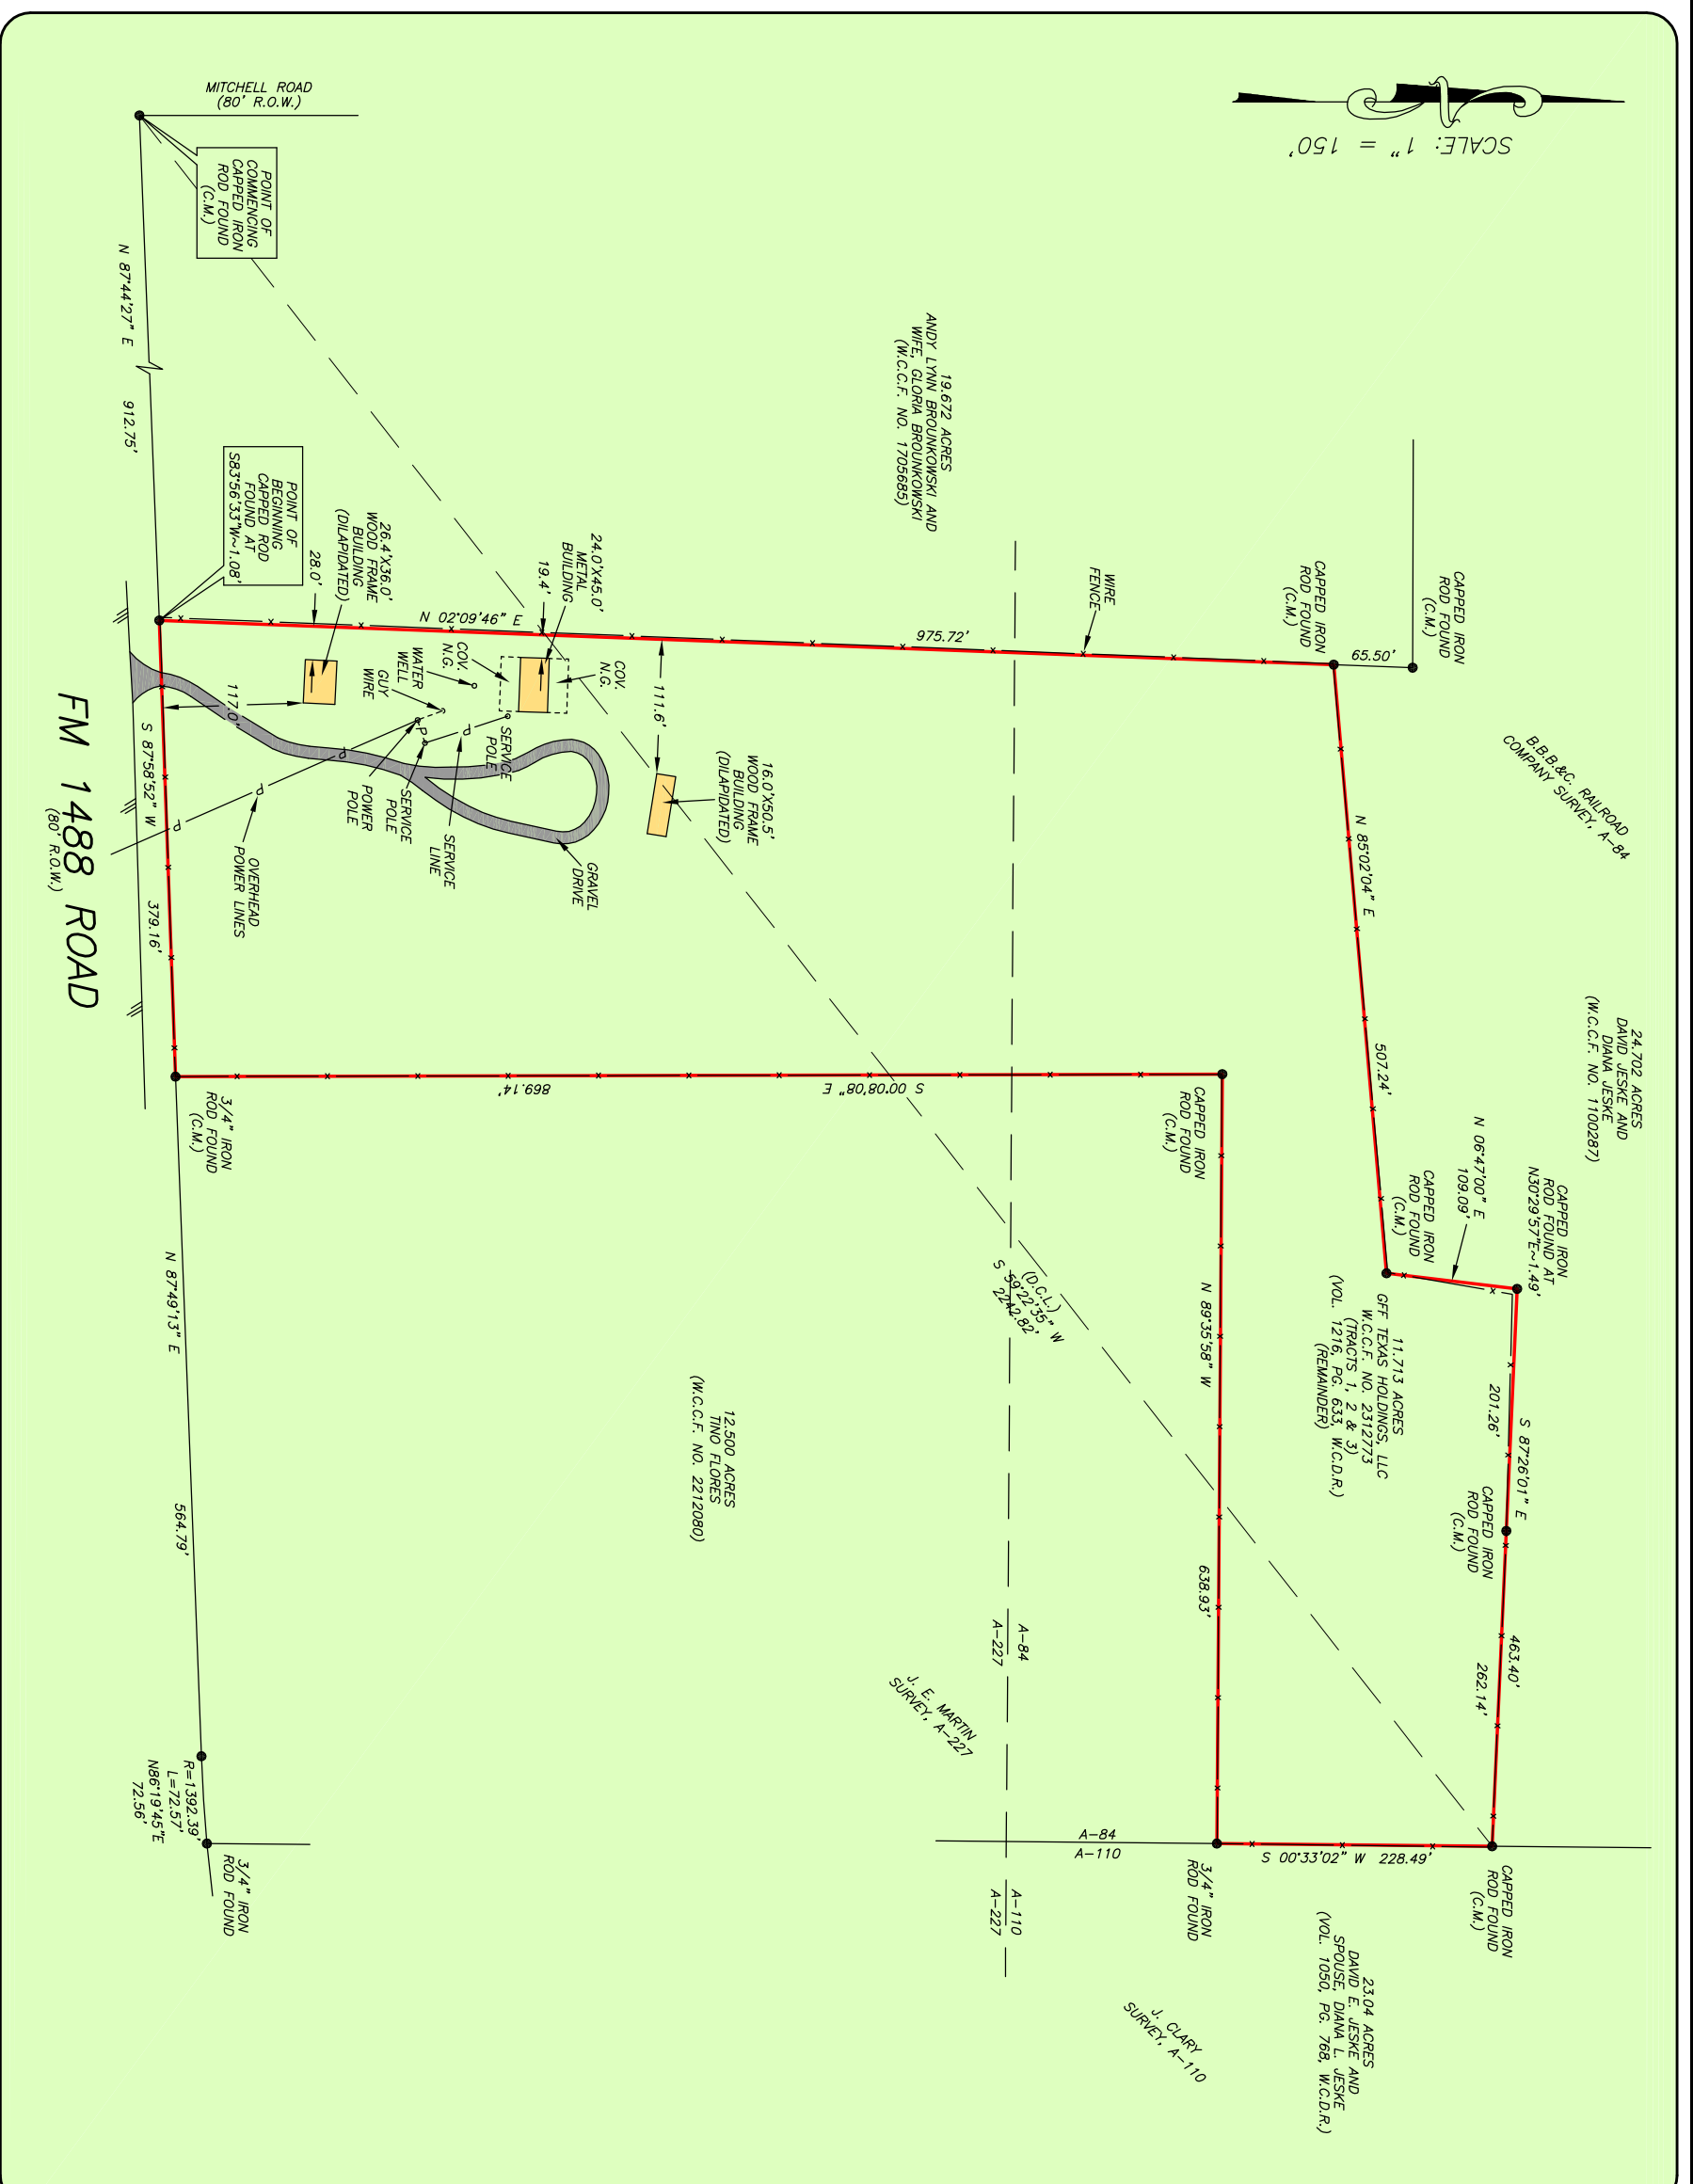 SCALE: 1" = 150'
MITCHELL ROAD
(80' R.O.W.)
POINT OF
COMMENCING
CAPPED IRON
ROD FOUND
(C.M.)
N 87°44'27" E
912.75'
POINT OF
BEGINNING
CAPPED ROD
FOUND AT
S83°56'33"W~1.08'
19.672 ACRES
ANDY LYNN BROUNKOWSKI AND
WIFE, GLORIA BROUNKOWSKI
(W.C.C.F. NO. 1705685)
CAPPED IRON
ROD FOUND
(C.M.)
65.50'
CAPPED IRON
ROD FOUND
(C.M.)
WIRE
FENCE
N 02°09'46" E
975.72'
26.4'X36.0'
WOOD FRAME
BUILDING
(DILAPIDATED)
28.0'
24.0'X45.0'
METAL
BUILDING
19.4'
COV.
N.G.
COV.
N.G.
WATER
WELL
GUY
WIRE
117.0'
111.6'
16.0'X50.5'
WOOD FRAME
BUILDING
(DILAPIDATED)
SERVICE
POLE
P
P
P
P
P
SERVICE
POLE
POWER
POLE
SERVICE
LINE
GRAVEL
DRIVE
OVERHEAD
POWER LINES
S 87°58'52" W
379.16'
FM 1488 ROAD
(80' R.O.W.)
B.B.B.&C. RAILROAD
COMPANY SURVEY, A-84
N 85°02'04" E
507.24'
24.702 ACRES
DAVID JESKE AND
DIANA JESKE
(W.C.C.F. NO. 1100287)
N 06°47'00" E
109.09'
CAPPED IRON
ROD FOUND AT
N30°29'57"E~1.49'
CAPPED IRON
ROD FOUND
(C.M.)
CAPPED IRON
ROD FOUND
(C.M.)
S 00°08'08" E
869.14'
3/4" IRON
ROD FOUND
(C.M.)
11.713 ACRES
GFF TEXAS HOLDINGS, LLC
W.C.C.F. NO. 2312773
(TRACTS 1, 2 & 3)
(VOL. 1216, PG. 633, W.C.D.R.)
(REMAINDER)
S 87°26'01" E
463.40'
201.26'
262.14'
CAPPED IRON
ROD FOUND
(C.M.)
(D.C.L.)
S 59°22'35" W
2242.82'
N 89°35'58" W
638.93'
12.500 ACRES
TINO FLORES
(W.C.C.F. NO. 2212080)
N 87°49'13" E
564.79'
A-84
A-227
J. E. MARTIN
SURVEY, A-227
R=1392.39'
L=72.57'
N86°19'45"E
72.56'
3/4" IRON
ROD FOUND
A-84
A-110
A-110
A-227
S 00°33'02" W 228.49'
3/4" IRON
ROD FOUND
CAPPED IRON
ROD FOUND
(C.M.)
23.04 ACRES
DAVID E. JESKE AND
SPOUSE, DIANA L. JESKE
(VOL. 1050, PG. 768, W.C.D.R.)
J. CLARY
SURVEY, A-110